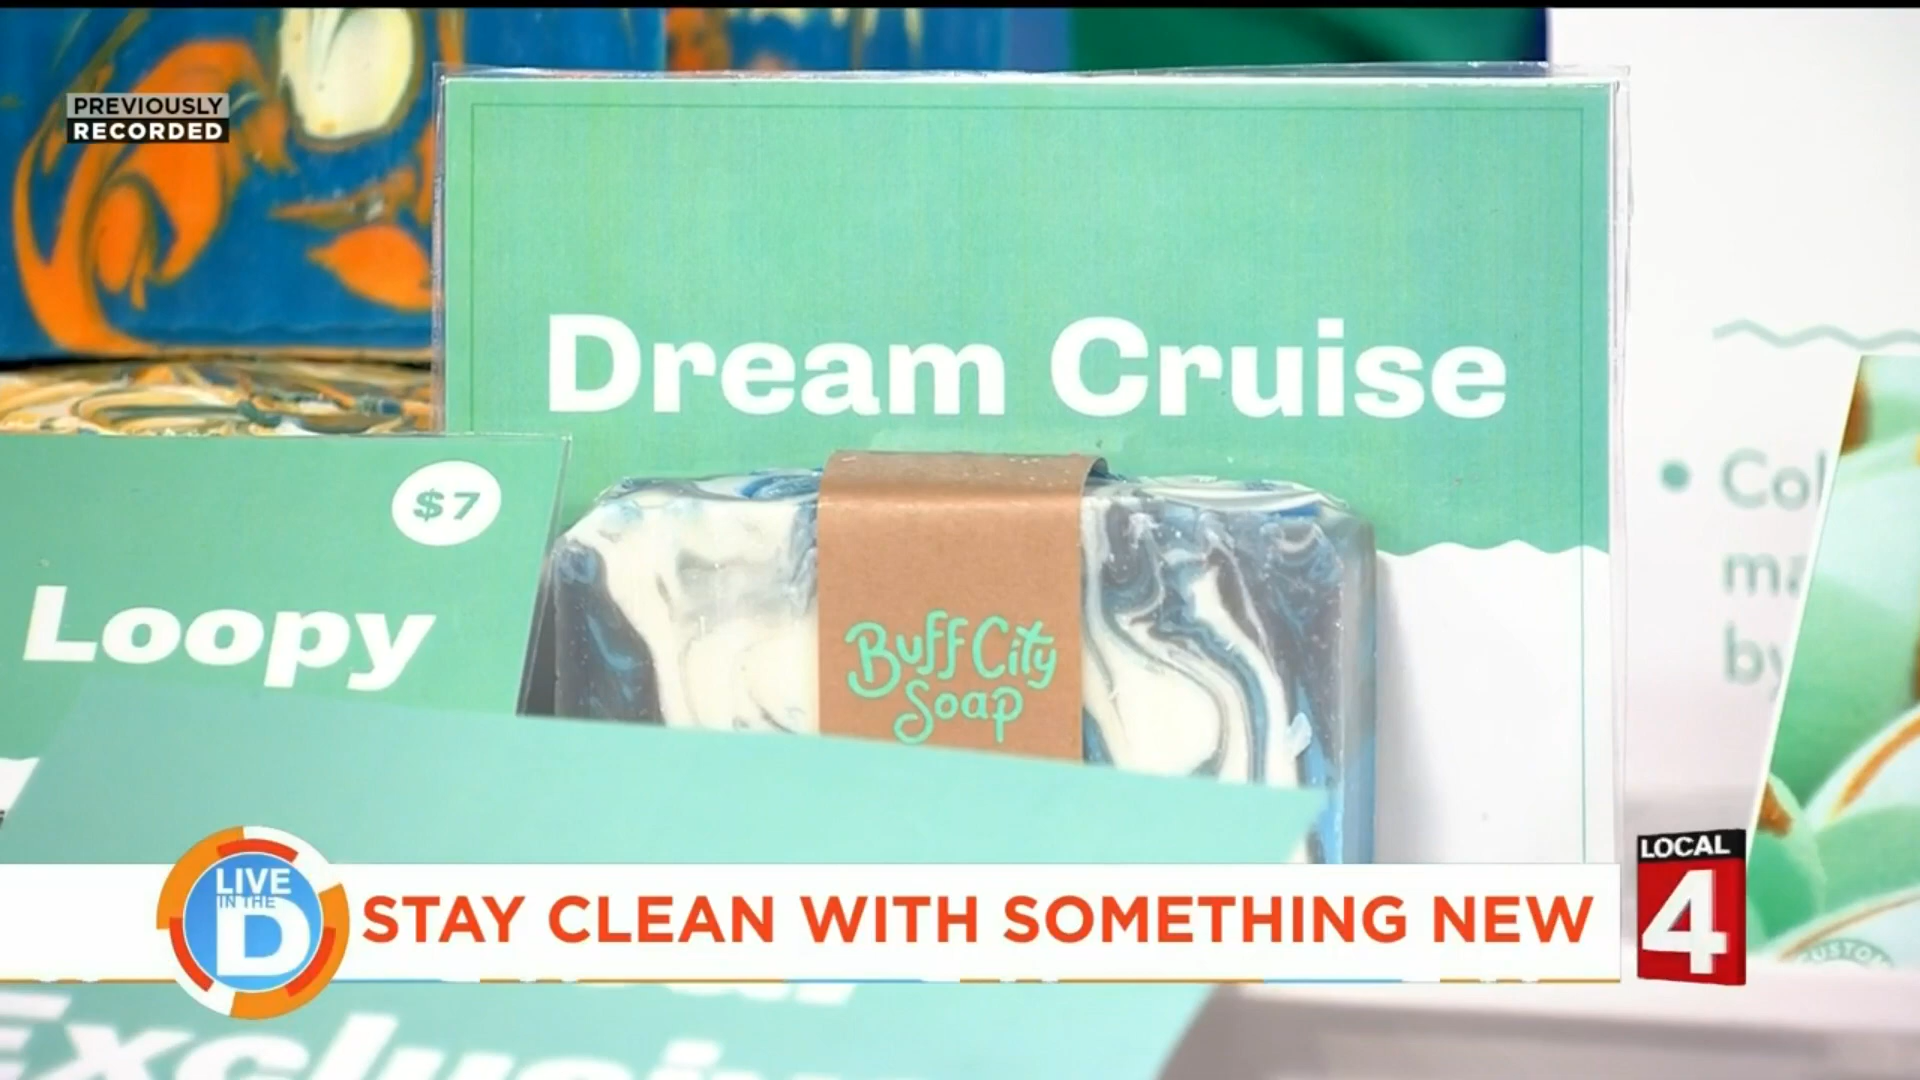 PREVIOUSLY
RECORDED
Dream Cruise
$7
Loopy
Buff City
Soap
LIVE
IN THE
D
STAY CLEAN WITH SOMETHING NEW
LOCAL
4